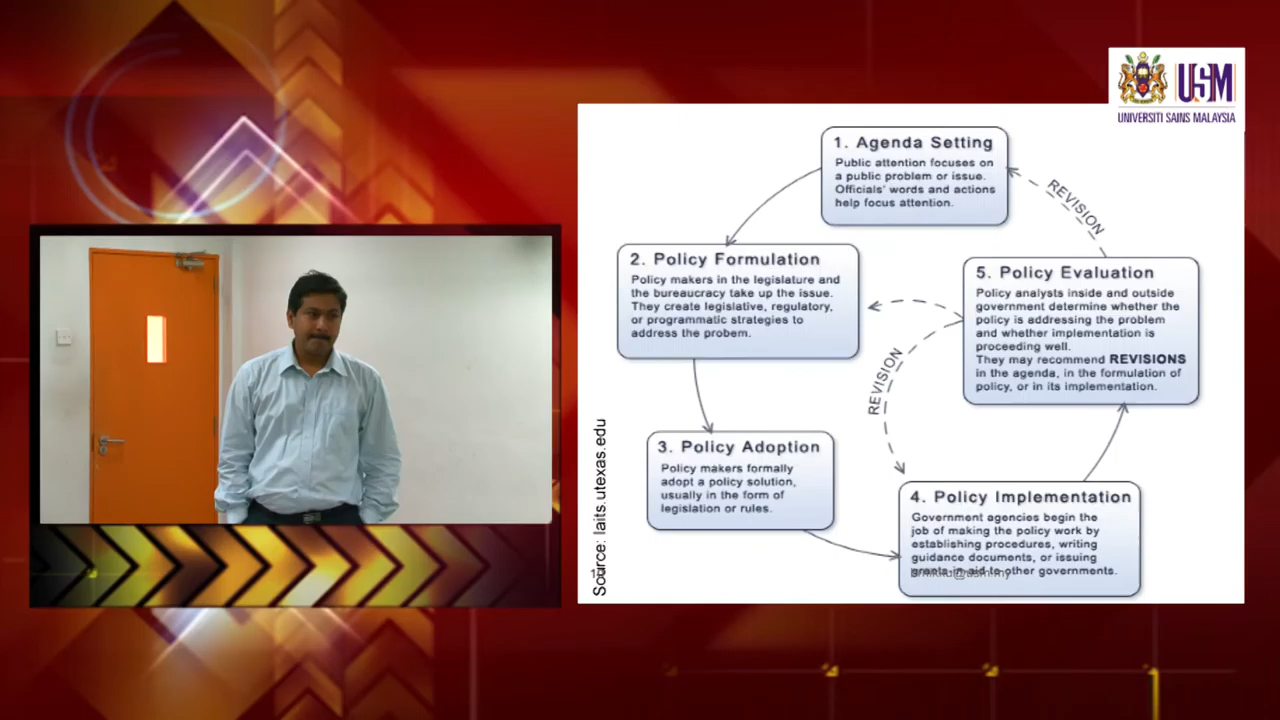 USM
UNIVERSITI SAINS MALAYSIA
1. Agenda Setting
Public attention focuses on
a public problem or issue.
Officials' words and actions
help focus attention.
REVISION
2. Policy Formulation
Policy makers in the legislature and
the bureaucracy take up the issue.
They create legislative, regulatory,
or programmatic strategies to
address the probem.
5. Policy Evaluation
Policy analysts inside and outside
government determine whether the
policy is addressing the problem
and whether implementation is
proceeding well.
They may recommend REVISIONS
in the agenda, in the formulation of
policy, or in its implementation.
REVISION
3. Policy Adoption
Policy makers formally
adopt a policy solution,
usually in the form of
legislation or rules.
4. Policy Implementation
Government agencies begin the
job of making the policy work by
establishing procedures, writing
guidance documents, or issuing
grants-in-aid to other governments.
Source: laits.utexas.edu